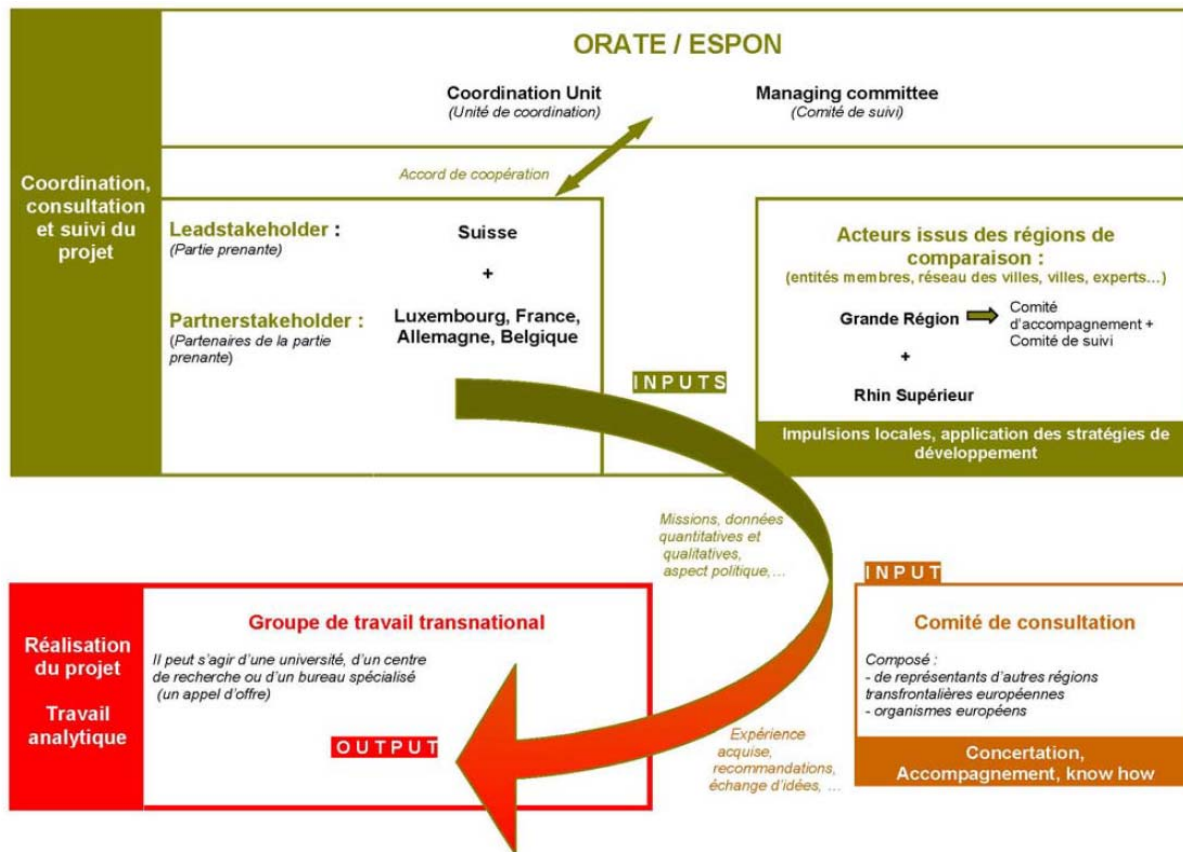 ORATE / ESPON
Coordination Unit
(Unité de coordination)
Managing committee
(Comité de suivi)
Coordination,
consultation
et suivi du
projet
Accord de coopération
Leadstakeholder :
(Partie prenante)
Suisse
+
Partnerstakeholder :
(Partenaires de la partie
prenante)
Luxembourg, France,
Allemagne, Belgique
Acteurs issus des régions de
comparaison :
(entités membres, réseau des villes, villes, experts...)
Grande Région
Comité
d'accompagnement +
Comité de suivi
+
Rhin Supérieur
Impulsions locales, application des stratégies de
développement
INPUTS
Missions, données
quantitatives et
qualitatives,
aspect politique,...
INPUT
Comité de consultation
Composé :
- de représentants d'autres régions
transfrontalières européennes
- organismes européens
Concertation,
Accompagnement, know how
Réalisation
du projet
Travail
analytique
Groupe de travail transnational
Il peut s'agir d'une université, d'un centre
de recherche ou d'un bureau spécialisé
(un appel d'offre)
OUTPUT
Expérience
acquise,
recommandations,
échange d'idées, ...